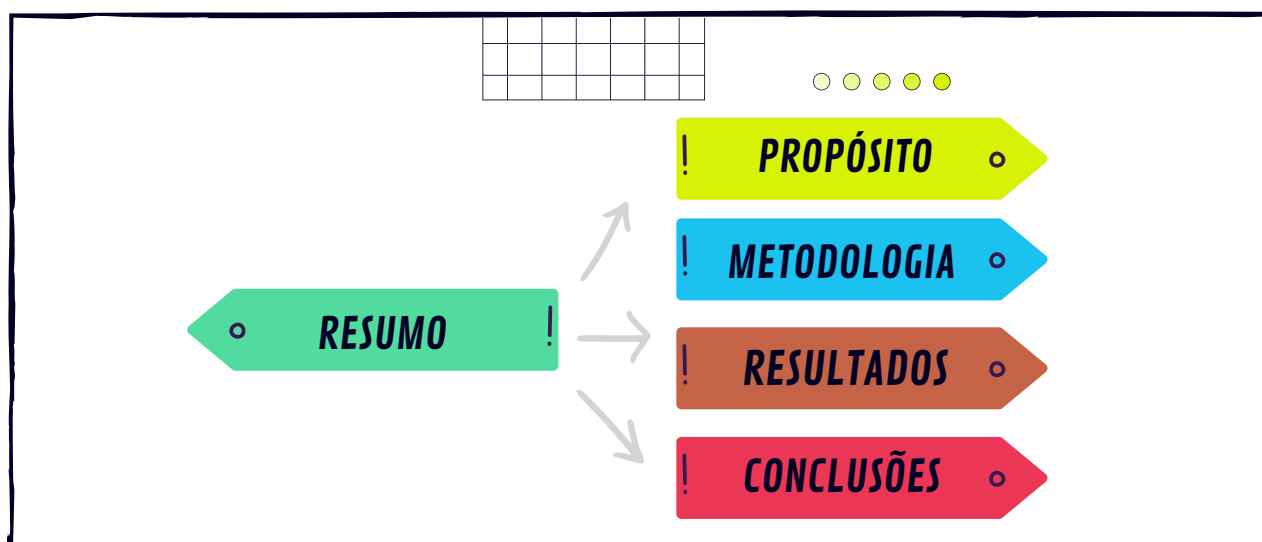 PROPÓSITO
METODOLOGIA
RESUMO
RESULTADOS
CONCLUSÕES